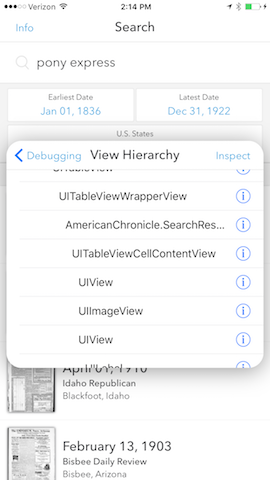 Verizon
2:14 PM
Info
Search
pony express
Earliest Date
Latest Date
Jan 01, 1836
Dec 31, 1922
U.S. States
Debugging
View Hierarchy
Inspect
UITableView
UITableViewWrapperView
AmericanChronicle.SearchRes...
UITableViewCellContentView
UIView
UIImageView
UIView
April 01, 1910
Idaho Republican
Blackfoot, Idaho
February 13, 1903
Bisbee Daily Review
Bisbee, Arizona